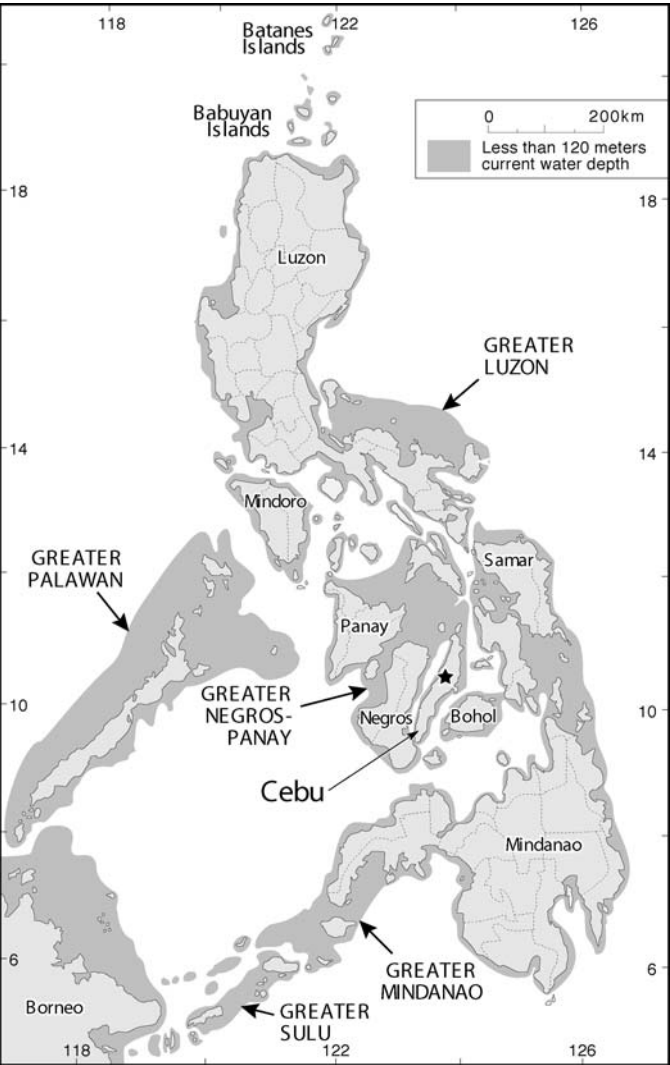 118
122
126
Batanes
Islands
Babuyan
Islands
0
200km
Less than 120 meters
current water depth
18
18
Luzon
GREATER
LUZON
14
14
Mindoro
GREATER
PALAWAN
Samar
Panay
GREATER
NEGROS-
PANAY
10
10
Negros
Bohol
Cebu
Mindanao
6
6
GREATER
MINDANAO
Borneo
GREATER
SULU
118
122
126